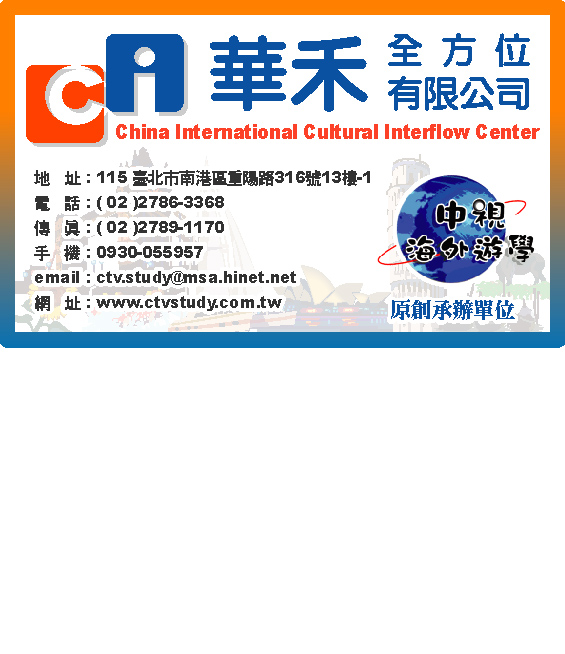 Ci 華禾 全方位
有限公司
China International Cultural Interflow Center
地 址：115 臺北市南港區重陽路316號13樓-1
電 話：( 02 )2786-3368
傳 眞：( 02 )2789-1170
手 機：0930-055957
email：ctv.study@msa.hinet.net
網 址：www.ctvstudy.com.tw
中視
海外遊學
原創承辦單位